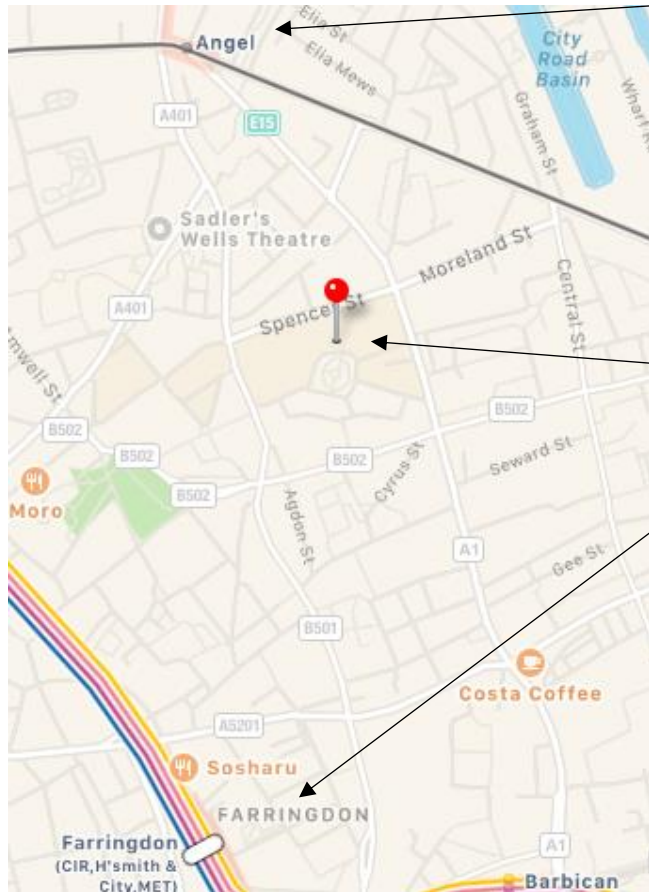 Elia St
Angel
Elia Mews
City
Road
Basin
A401
E15
Graham St
Sadler's
Wells Theatre
Moreland St
Spencer St
A401
Central St
B502
B502
B502
B502
B502
Cyrus St
Seward St
Moro
Agdon St
A1
Gee St
B501
Costa Coffee
A5201
Sosharu
FARRINGDON
Farringdon
(CIR,H'smith &
City,MET)
A1
Barbican